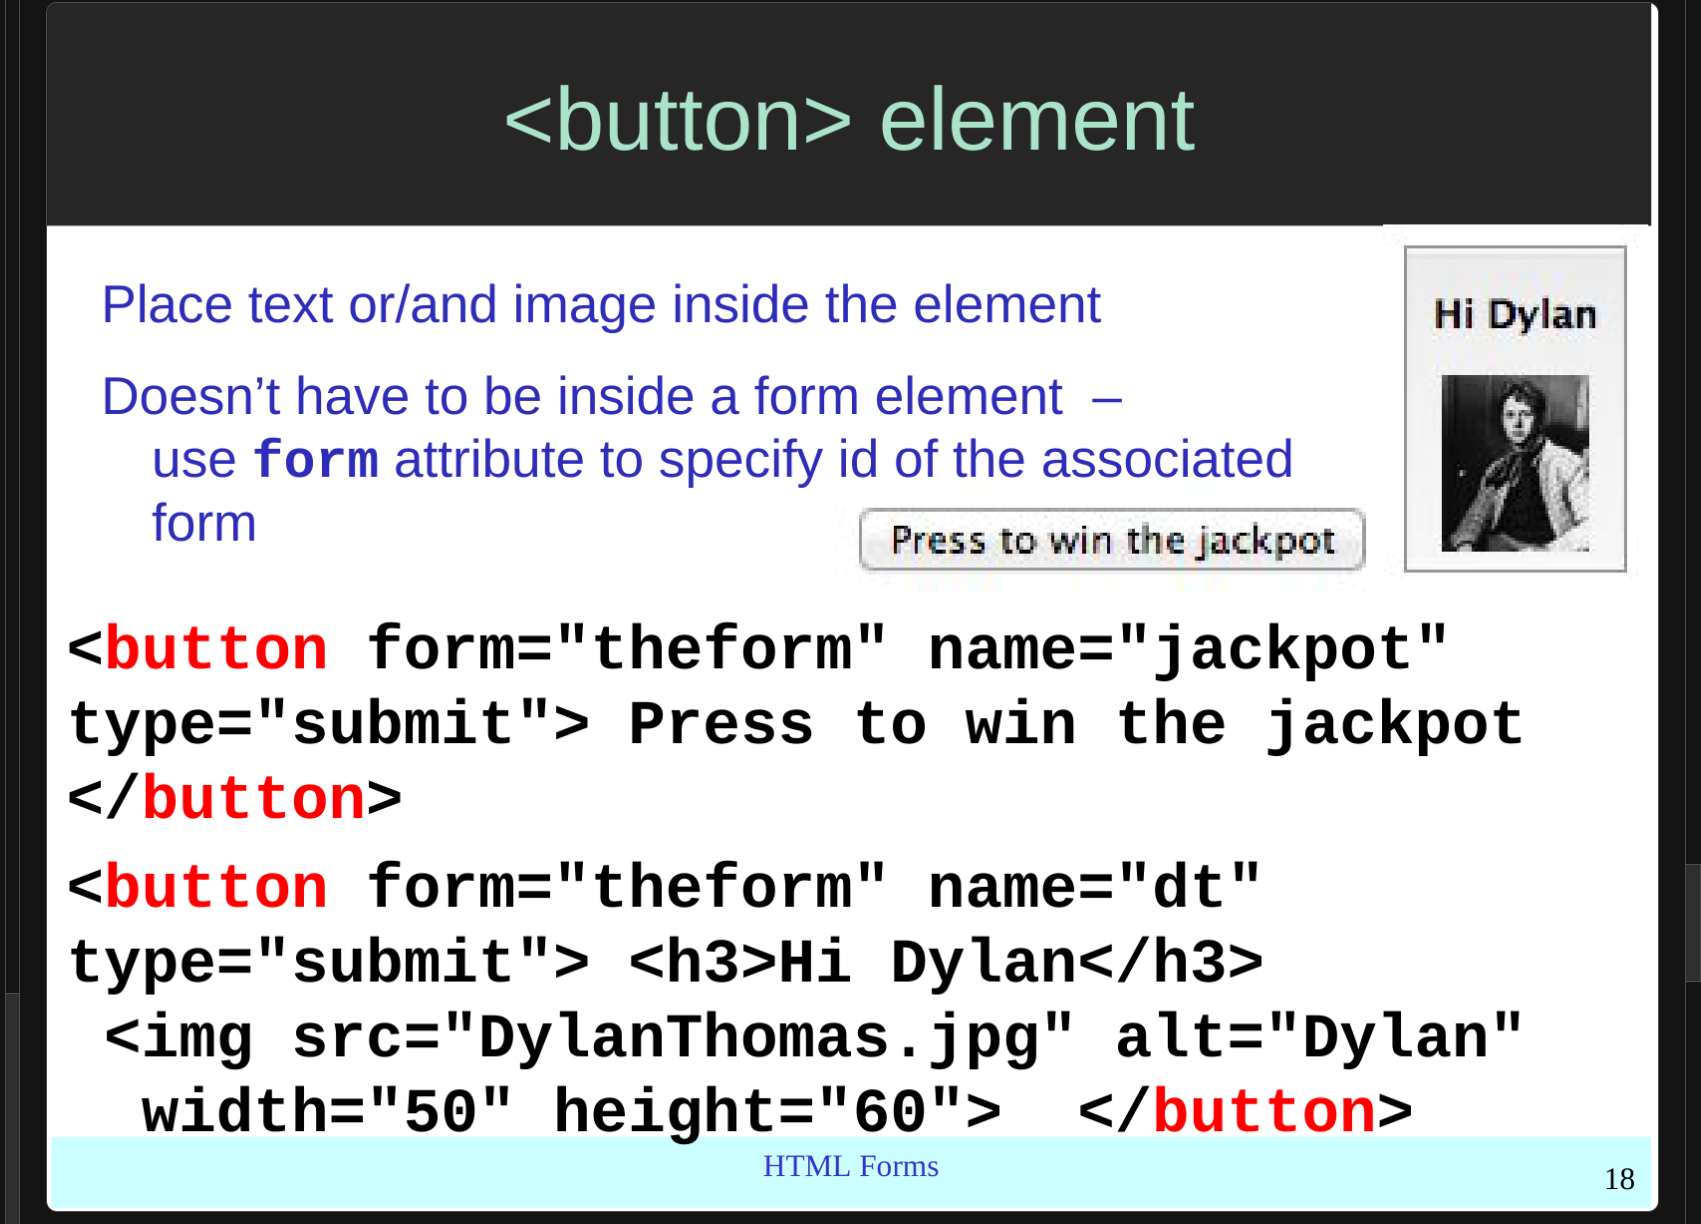 <button> element
Place text or/and image inside the element
Doesn’t have to be inside a form element –
use form attribute to specify id of the associated
form
Hi Dylan
Press to win the jackpot
<button form="theform" name="jackpot"
type="submit"> Press to win the jackpot
</button>
<button form="theform" name="dt"
type="submit"> <h3>Hi Dylan</h3>
<img src="DylanThomas.jpg" alt="Dylan"
width="50" height="60"> </button>
HTML Forms
18